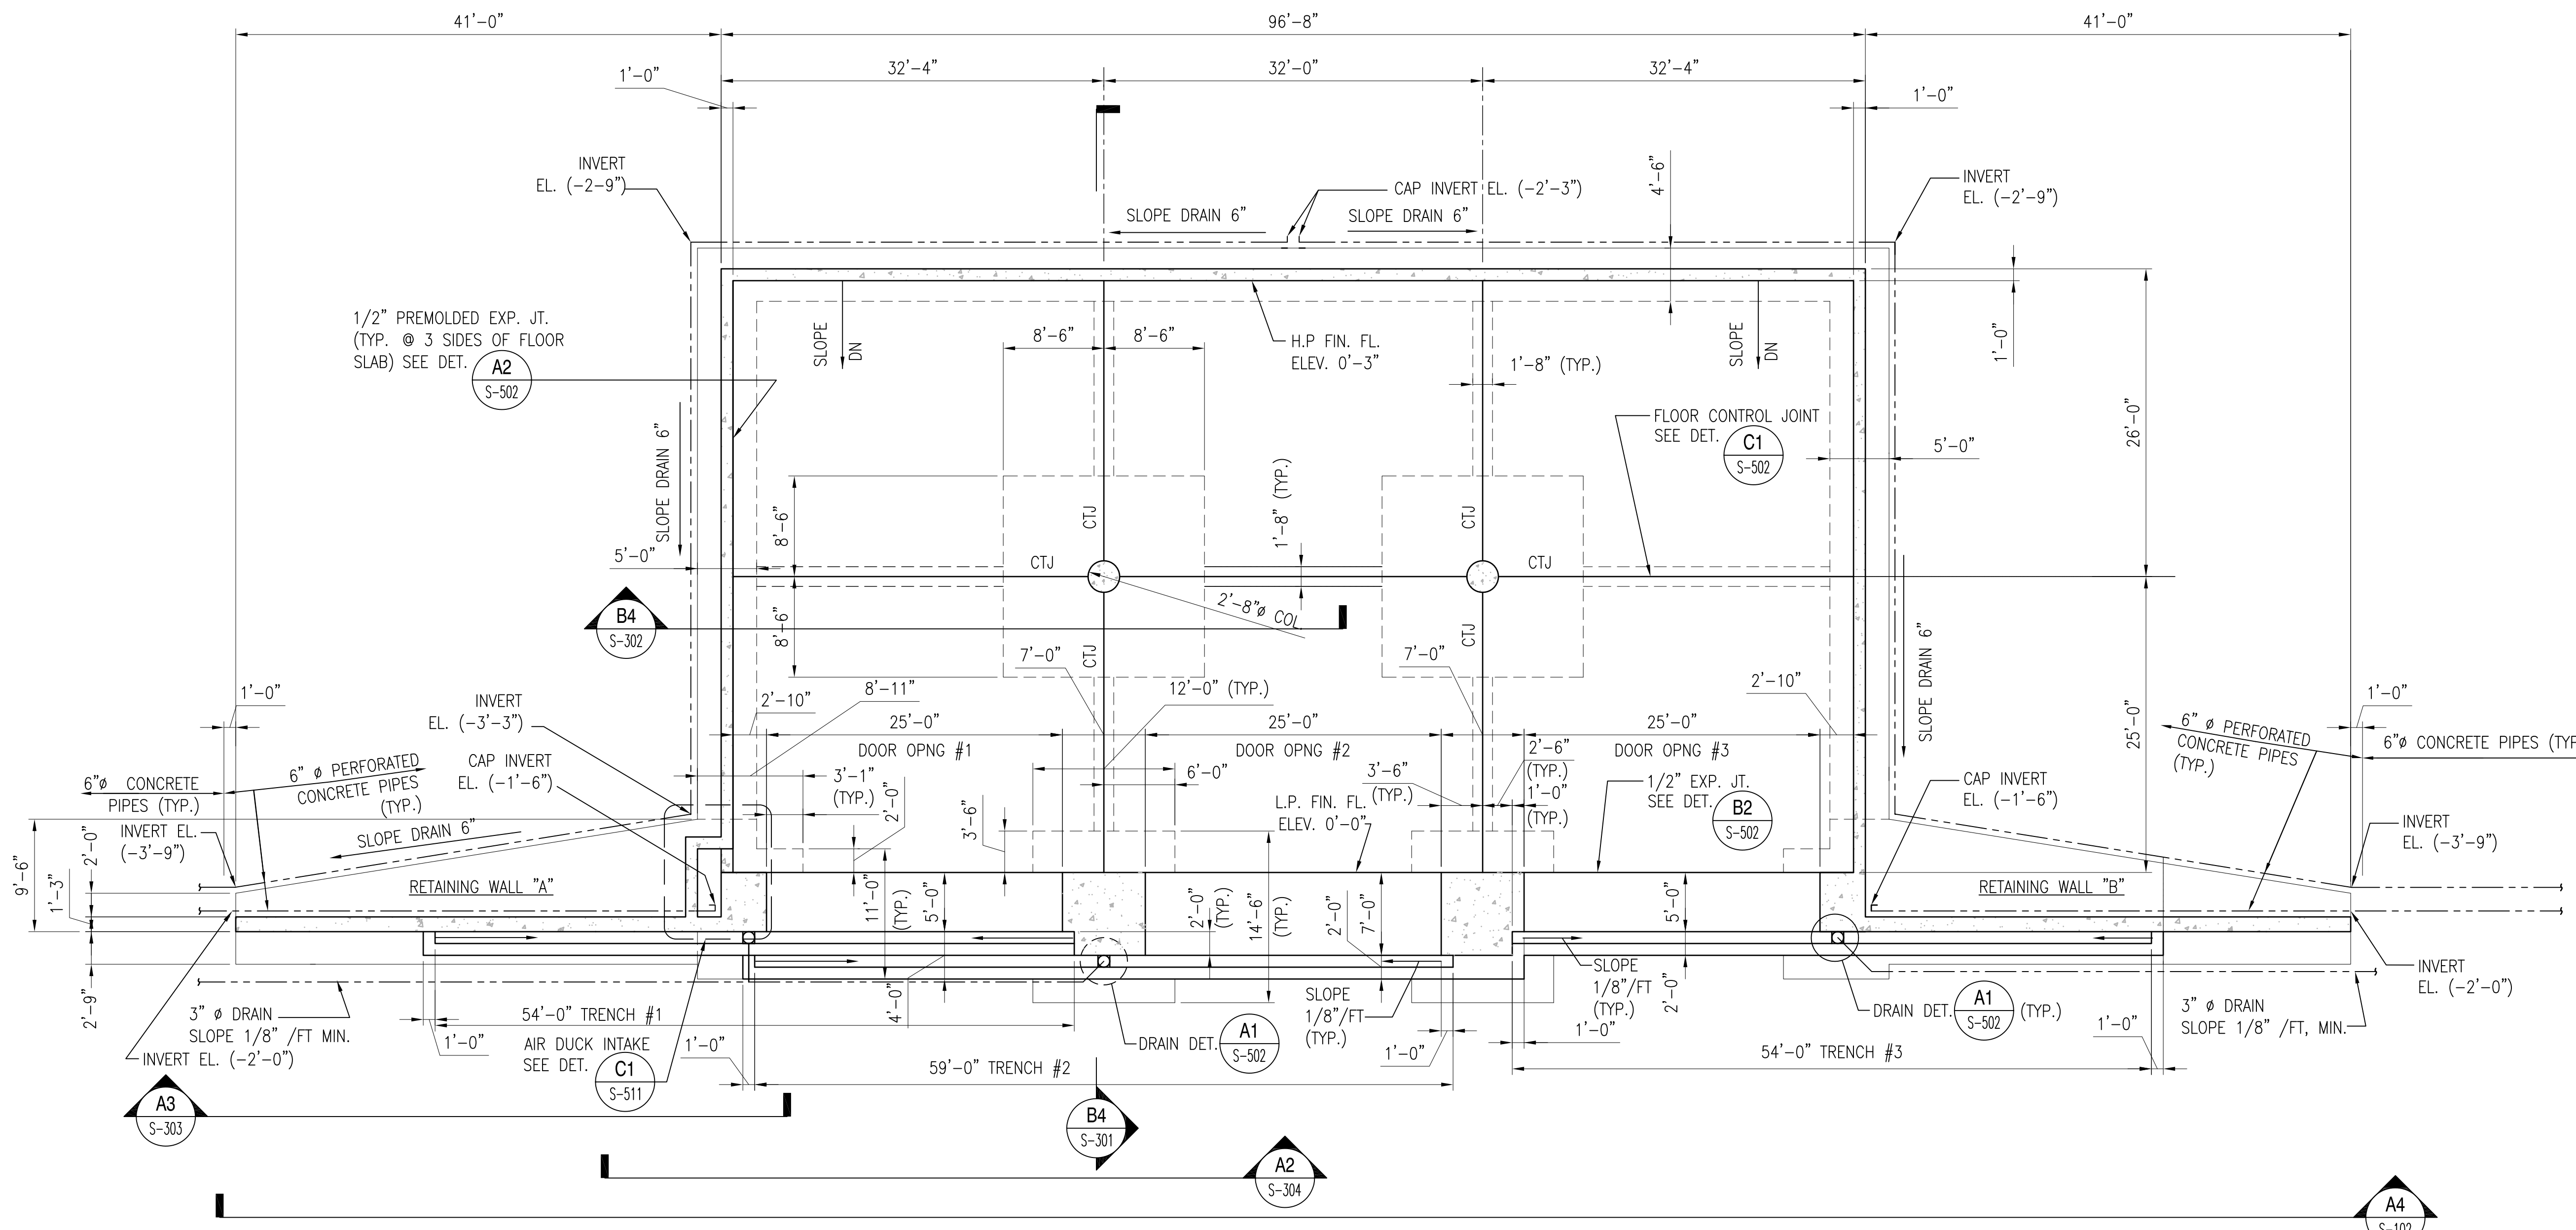 41'-0"
96'-8"
41'-0"
32'-4"
32'-0"
32'-4"
1'-0"
1'-0"
INVERT
EL. (-2-9")
CAP INVERT EL. (-2'-3")
SLOPE DRAIN 6"
SLOPE DRAIN 6"
4'-6"
INVERT
EL. (-2'-9")
1/2" PREMOLDED EXP. JT.
(TYP. @ 3 SIDES OF FLOOR
SLAB) SEE DET.
A2
S-502
SLOPE
DN
8'-6"
8'-6"
H.P FIN. FL.
ELEV. 0'-3"
1'-8" (TYP.)
SLOPE
DN
1'-0"
FLOOR CONTROL JOINT
SEE DET.
C1
S-502
26'-0"
5'-0"
SLOPE DRAIN 6"
8'-6"
CTJ
1'-8" (TYP.)
CTJ
5'-0"
CTJ
CTJ
B4
S-302
8'-6"
2'-8"ø COL.
CTJ
CTJ
SLOPE DRAIN 6"
25'-0"
7'-0"
7'-0"
1'-0"
INVERT
EL. (-3'-3")
2'-10"
8'-11"
12'-0" (TYP.)
2'-10"
1'-0"
25'-0"
DOOR OPNG #1
25'-0"
DOOR OPNG #2
25'-0"
DOOR OPNG #3
6" ø PERFORATED
CONCRETE PIPES
(TYP.)
6"ø CONCRETE PIPES (TYP
6"ø CONCRETE
PIPES (TYP.)
6" ø PERFORATED
CONCRETE PIPES
(TYP.)
CAP INVERT
EL. (-1'-6")
3'-1"
(TYP.)
2'-0"
6'-0"
3'-6"
3'-6"
(TYP.)
2'-6"
(TYP.)
1'-0"
(TYP.)
1/2" EXP. JT.
SEE DET.
B2
S-502
CAP INVERT
EL. (-1'-6")
L.P. FIN. FL.
ELEV. 0'-0"
INVERT EL.
(-3'-9")
SLOPE DRAIN 6"
INVERT
EL. (-3'-9")
9'-6"
2'-0"
1'-3"
2'-9"
RETAINING WALL "A"
RETAINING WALL "B"
11'-0"
(TYP.)
5'-0"
4'-0"
2'-0"
(TYP.)
14'-6"
(TYP.)
2'-0"
7'-0"
5'-0"
2'-0"
3" ø DRAIN
SLOPE 1/8" /FT MIN.
INVERT EL. (-2'-0")
1'-0"
54'-0" TRENCH #1
AIR DUCK INTAKE
SEE DET.
C1
S-511
1'-0"
59'-0" TRENCH #2
DRAIN DET.
A1
S-502
SLOPE
1/8"/FT
(TYP.)
1'-0"
SLOPE
1/8"/FT
(TYP.)
1'-0"
54'-0" TRENCH #3
DRAIN DET.
A1
S-502
(TYP.)
1'-0"
3" ø DRAIN
SLOPE 1/8" /FT, MIN.
INVERT
EL. (-2'-0")
A3
S-303
B4
S-301
A2
S-304
A4
S-102